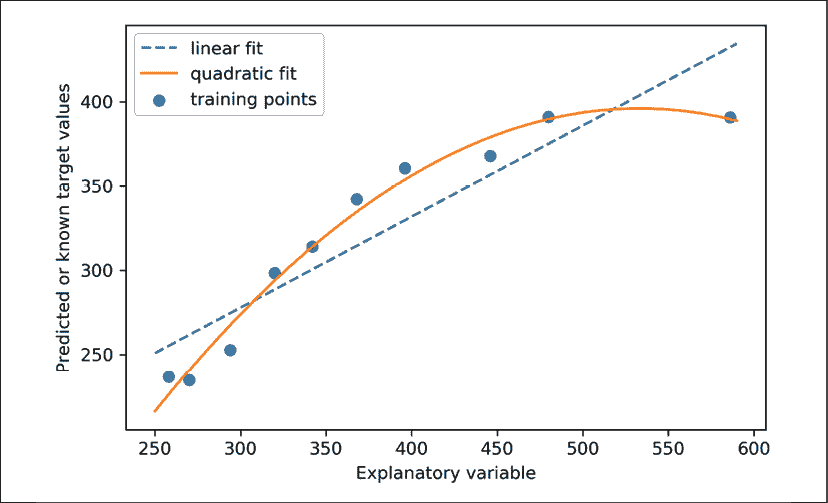 linear fit
quadratic fit
training points
Predicted or known target values
400
350
300
250
250 300 350 400 450 500 550 600
Explanatory variable